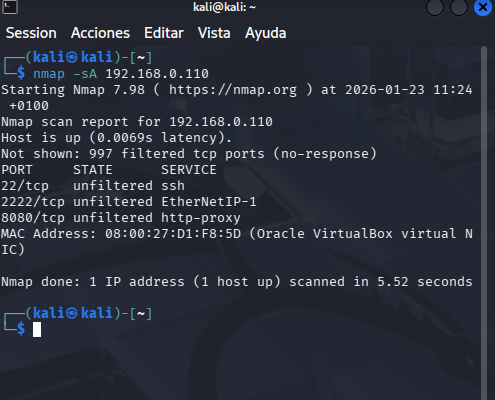 kali@kali: ~
Session Acciones Editar Vista Ayuda
┌──(kali㉿kali)-[~]
└─$ nmap -sA 192.168.0.110
Starting Nmap 7.98 ( https://nmap.org ) at 2026-01-23 11:24
+0100
Nmap scan report for 192.168.0.110
Host is up (0.0069s latency).
Not shown: 997 filtered tcp ports (no-response)
PORT     STATE      SERVICE
22/tcp   unfiltered ssh
2222/tcp unfiltered EtherNetIP-1
8080/tcp unfiltered http-proxy
MAC Address: 08:00:27:D1:F8:5D (Oracle VirtualBox virtual N
IC)
Nmap done: 1 IP address (1 host up) scanned in 5.52 seconds
┌──(kali㉿kali)-[~]
└─$